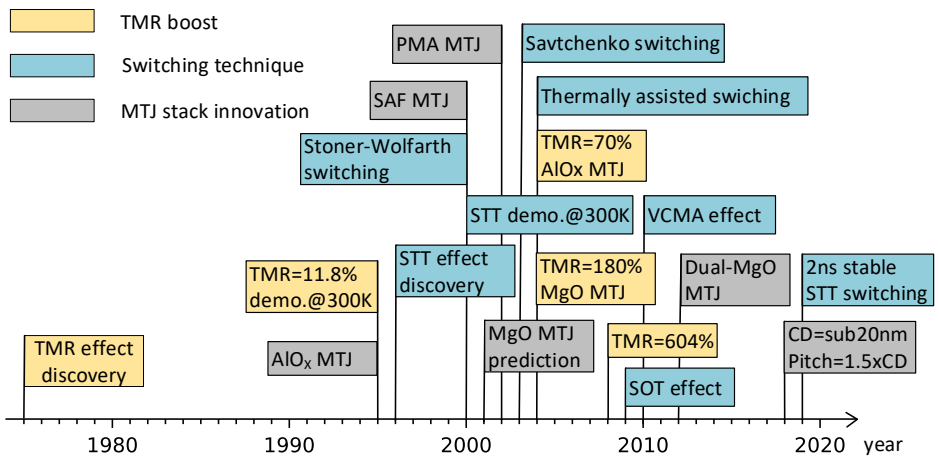 TMR boost
Switching technique
MTJ stack innovation
PMA MTJ
Savtchenko switching
SAF MTJ
Thermally assisted swiching
Stoner-Wolfarth
switching
TMR=70%
AlOx MTJ
STT demo.@300K
VCMA effect
TMR=11.8%
demo.@300K
STT effect
discovery
TMR=180%
MgO MTJ
Dual-MgO
MTJ
2ns stable
STT switching
TMR effect
discovery
AlOₓ MTJ
MgO MTJ
prediction
TMR=604%
CD=sub20nm
Pitch=1.5xCD
SOT effect
1980
1990
2000
2010
2020
year